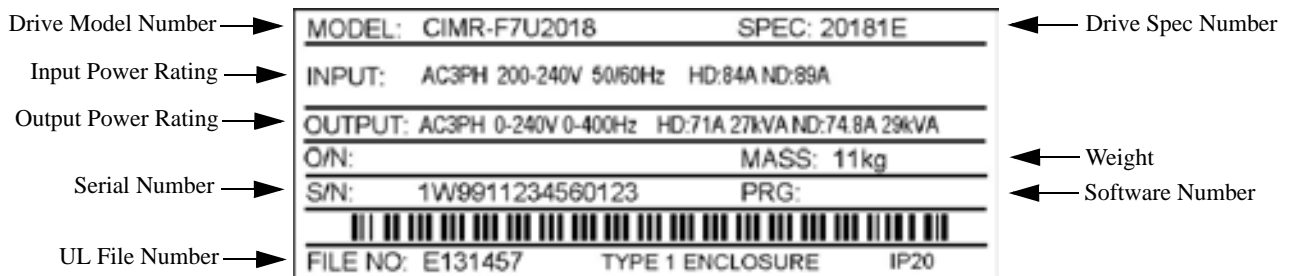 Drive Model Number MODEL: CIMR-F7U2018 SPEC: 20181E Drive Spec Number
Input Power Rating INPUT: AC3PH 200-240V 50/60Hz HD:84A ND:89A
Output Power Rating OUTPUT: AC3PH 0-240V 0-400Hz HD:71A 27kVA ND:74.8A 29kVA
O/N: MASS: 11kg Weight
Serial Number S/N: 1W9911234560123 PRG: Software Number
UL File Number FILE NO: E131457 TYPE 1 ENCLOSURE IP20